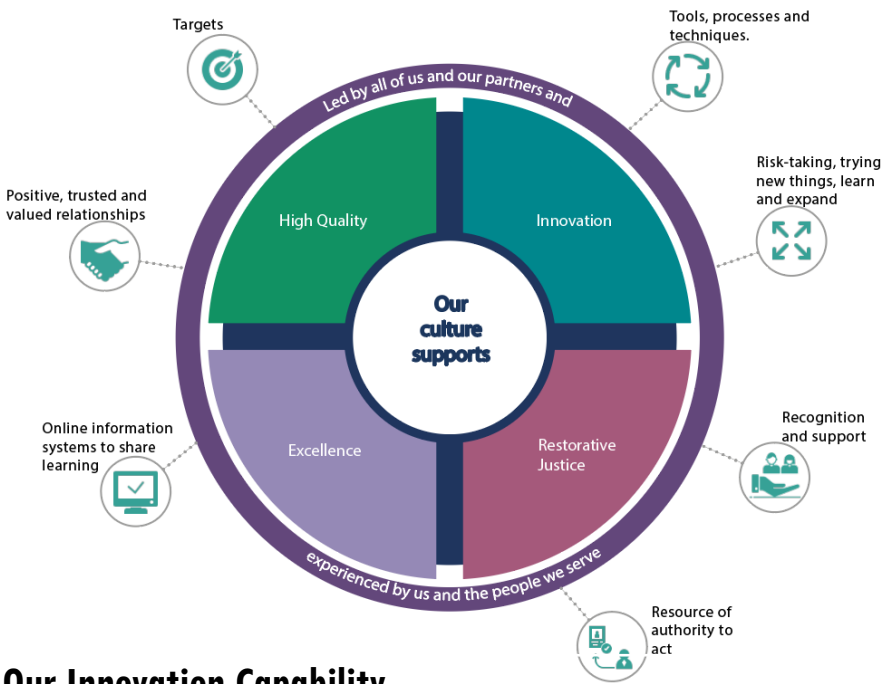 Targets
Tools, processes and
techniques.
Led by all of us and our partners and
Risk-taking, trying
new things, learn
and expand
Positive, trusted and
valued relationships
High Quality
Innovation
Our
culture
supports
Online information
systems to share
learning
Recognition
and support
Excellence
Restorative
Justice
experienced by us and the people we serve
Resource of
authority to
act
Our Innovation Capability